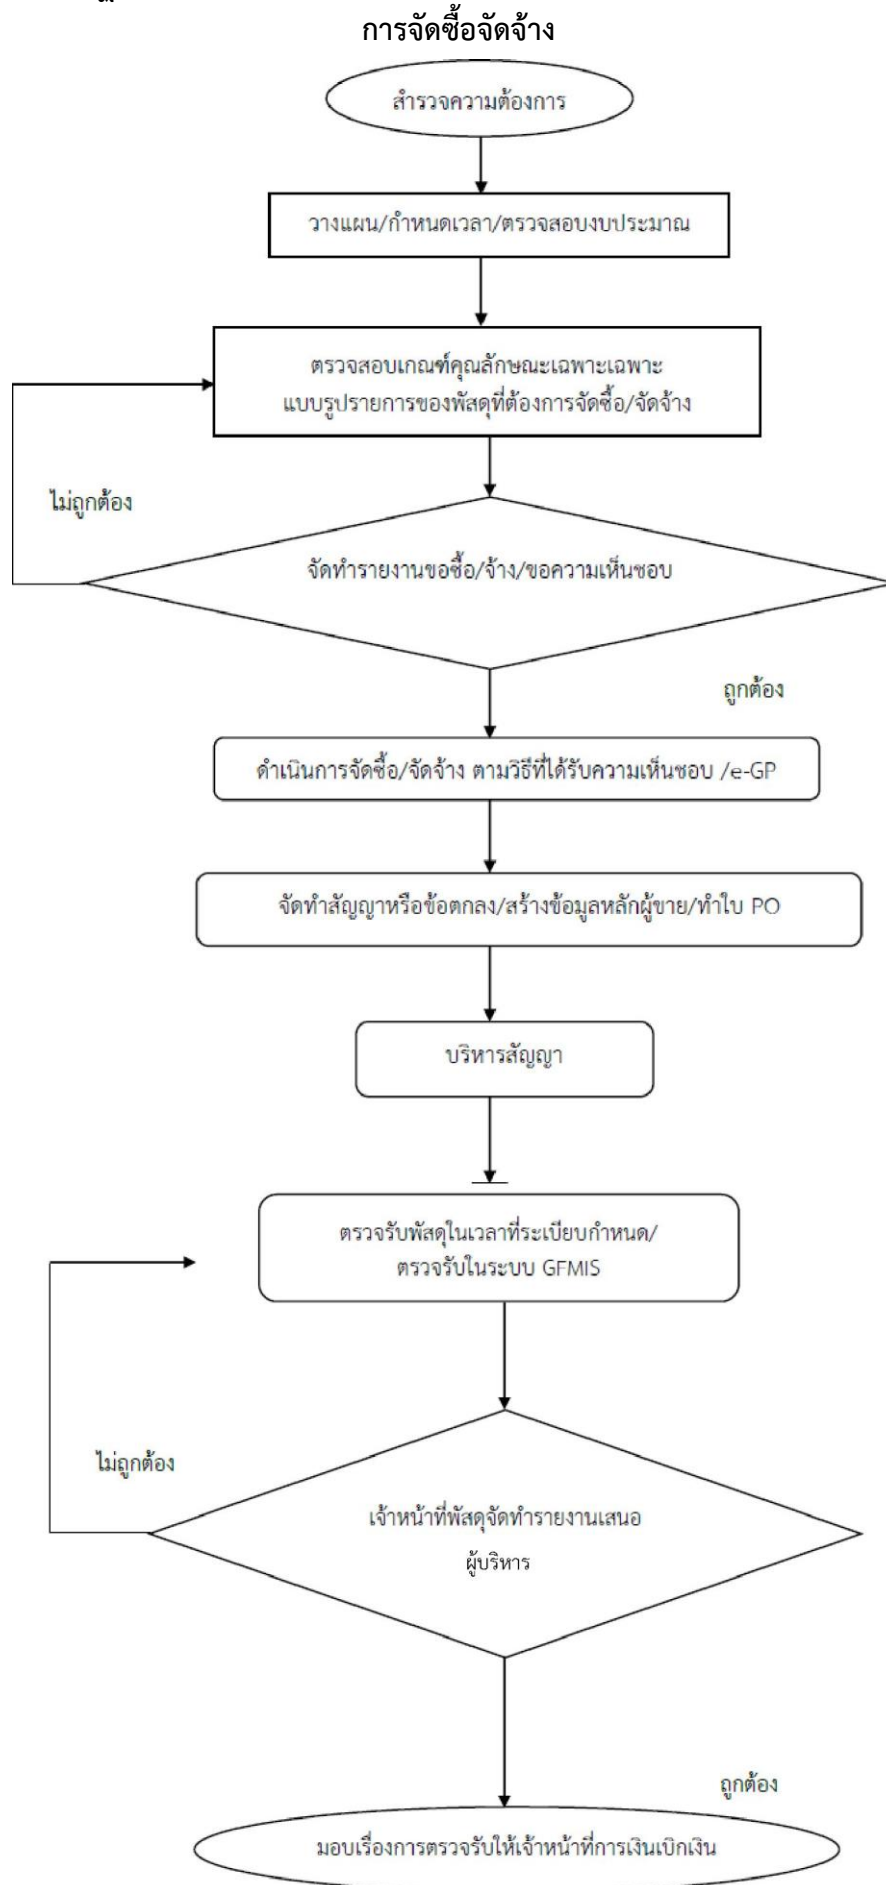 การจัดซื้อจัดจ้าง
สำรวจความต้องการ
วางแผน/กำหนดเวลา/ตรวจสอบงบประมาณ
ตรวจสอบเกณฑ์คุณลักษณะเฉพาะเฉพาะ
แบบรูปรายการของพัสดุที่ต้องการจัดซื้อ/จัดจ้าง
ไม่ถูกต้อง
จัดทำรายงานขอซื้อ/จ้าง/ขอความเห็นชอบ
ถูกต้อง
ดำเนินการจัดซื้อ/จัดจ้าง ตามวิธีที่ได้รับความเห็นชอบ /e-GP
จัดทำสัญญาหรือข้อตกลง/สร้างข้อมูลหลักผู้ขาย/ทำใบ PO
บริหารสัญญา
ตรวจรับพัสดุในเวลาที่ระเบียบกำหนด/
ตรวจรับในระบบ GFMIS
ไม่ถูกต้อง
เจ้าหน้าที่พัสดุจัดทำรายงานเสนอ
ผู้บริหาร
ถูกต้อง
มอบเรื่องการตรวจรับให้เจ้าหน้าที่การเงินเบิกเงิน